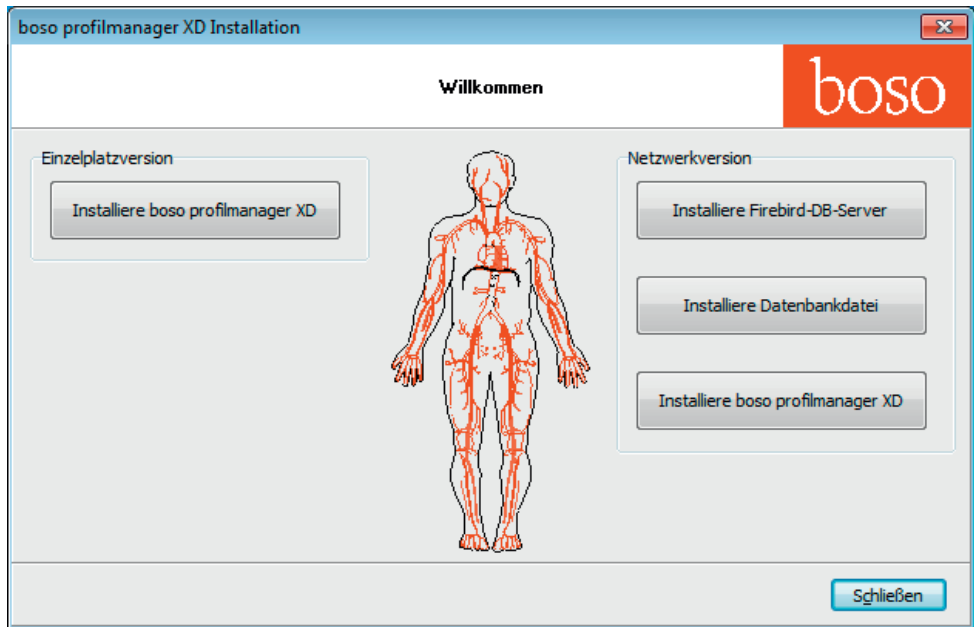 boso profilmanager XD Installation
Willkommen
boso
Einzelplatzversion
Installiere boso profilmanager XD
Netzwerkversion
Installiere Firebird-DB-Server
Installiere Datenbankdatei
Installiere boso profilmanager XD
Schließen